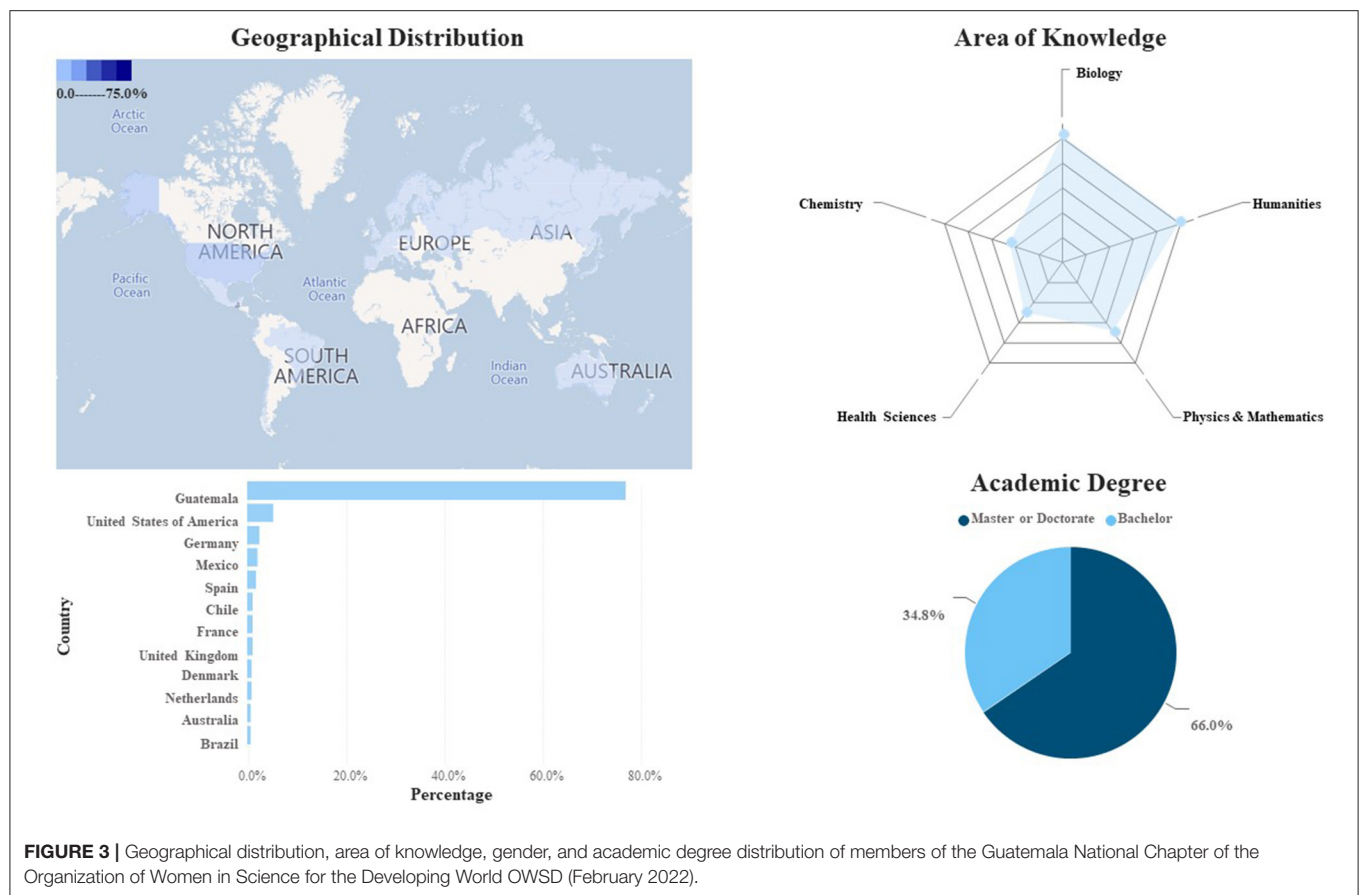 Geographical Distribution
0.0-------75.0%
Arctic
Ocean
NORTH
AMERICA
EUROPE
ASIA
Pacific
Ocean
Atlantic
Ocean
AFRICA
SOUTH
AMERICA
Indian
Ocean
AUSTRALIA
Country
Guatemala
United States of America
Germany
Mexico
Spain
Chile
France
United Kingdom
Denmark
Netherlands
Australia
Brazil
0.0% 20.0% 40.0% 60.0% 80.0%
Percentage
Area of Knowledge
Biology
Chemistry
Humanities
Health Sciences
Physics & Mathematics
Academic Degree
Master or Doctorate Bachelor
34.8%
66.0%
FIGURE 3 | Geographical distribution, area of knowledge, gender, and academic degree distribution of members of the Guatemala National Chapter of the
Organization of Women in Science for the Developing World OWSD (February 2022).